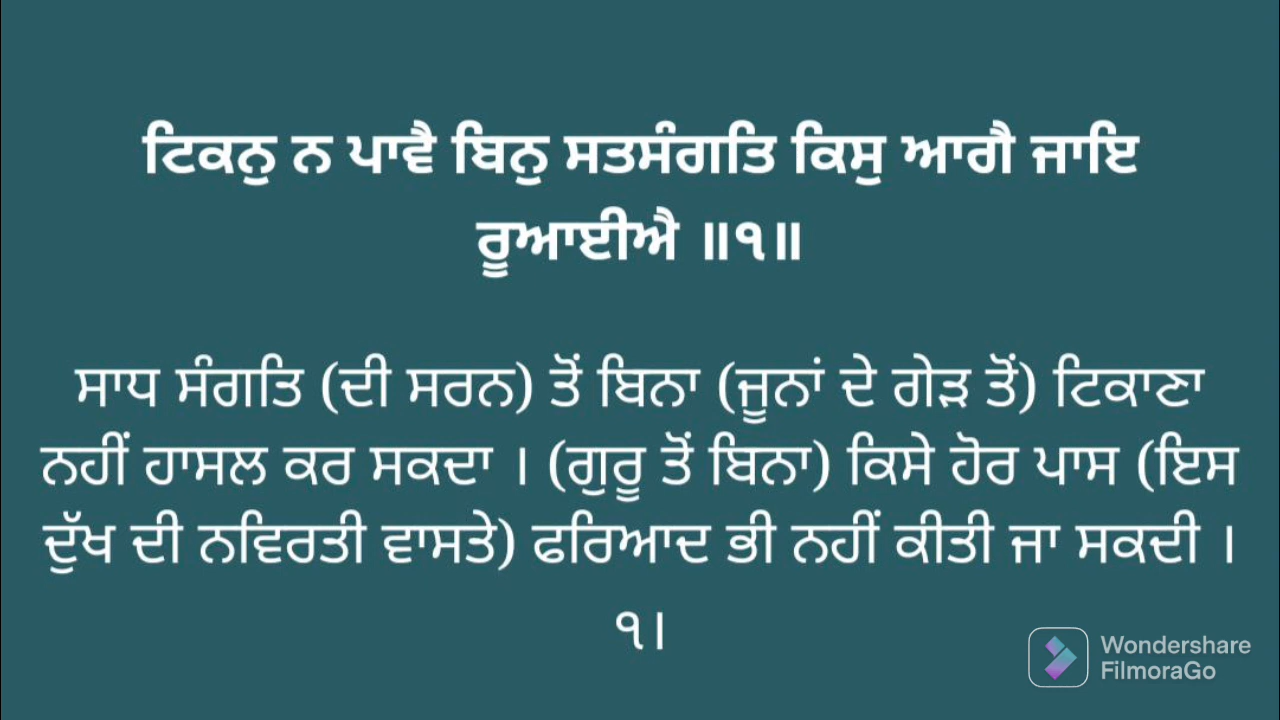 ਟਿਕਨੁ ਨ ਪਾਵੈ ਬਿਨੁ ਸਤਸੰਗਤਿ ਕਿਸੁ ਆਗੈ ਜਾਇ
ਰੂਆਈਐ ॥੧॥
ਸਾਧ ਸੰਗਤਿ (ਦੀ ਸਰਨ) ਤੋਂ ਬਿਨਾ (ਜੂਨਾਂ ਦੇ ਗੇੜ ਤੋਂ) ਟਿਕਾਣਾ
ਨਹੀਂ ਹਾਸਲ ਕਰ ਸਕਦਾ । (ਗੁਰੂ ਤੋਂ ਬਿਨਾ) ਕਿਸੇ ਹੋਰ ਪਾਸ (ਇਸ
ਦੁੱਖ ਦੀ ਨਵਿਰਤੀ ਵਾਸਤੇ) ਫਰਿਆਦ ਭੀ ਨਹੀਂ ਕੀਤੀ ਜਾ ਸਕਦੀ ।
੧।
Wondershare
FilmoraGo